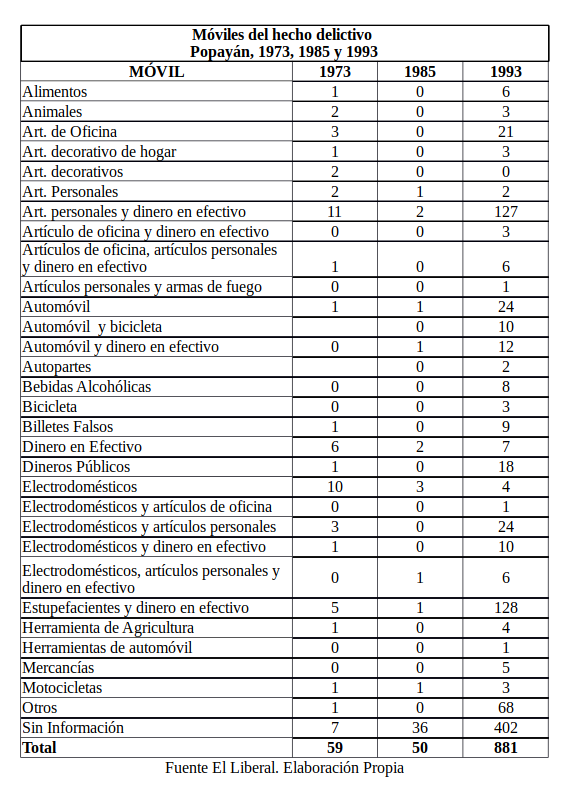 Móviles del hecho delictivo
Popayán, 1973, 1985 y 1993
MÓVIL 1973 1985 1993
Alimentos 1 0 6
Animales 2 0 3
Art. de Oficina 3 0 21
Art. decorativo de hogar 1 0 3
Art. decorativos 2 0 0
Art. Personales 2 1 2
Art. personales y dinero en efectivo 11 2 127
Artículo de oficina y dinero en efectivo 0 0 3
Artículos de oficina, artículos personales
y dinero en efectivo 1 0 6
Artículos personales y armas de fuego 0 0 1
Automóvil 1 1 24
Automóvil y bicicleta 0 10
Automóvil y dinero en efectivo 0 1 12
Autopartes 0 2
Bebidas Alcohólicas 0 0 8
Bicicleta 0 0 3
Billetes Falsos 1 0 9
Dinero en Efectivo 6 2 7
Dineros Públicos 1 0 18
Electrodomésticos 10 3 4
Electrodomésticos y artículos de oficina 0 0 1
Electrodomésticos y artículos personales 3 0 24
Electrodomésticos y dinero en efectivo 1 0 10
Electrodomésticos, artículos personales y
dinero en efectivo 0 1 6
Estupefacientes y dinero en efectivo 5 1 128
Herramienta de Agricultura 1 0 4
Herramientas de automóvil 0 0 1
Mercancías 0 0 5
Motocicletas 1 1 3
Otros 1 0 68
Sin Información 7 36 402
Total 59 50 881
Fuente El Liberal. Elaboración Propia